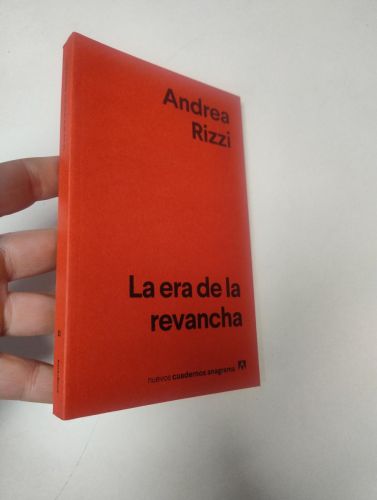 Andrea
Rizzi
La era de la
revancha
nuevos cuadernos anagrama